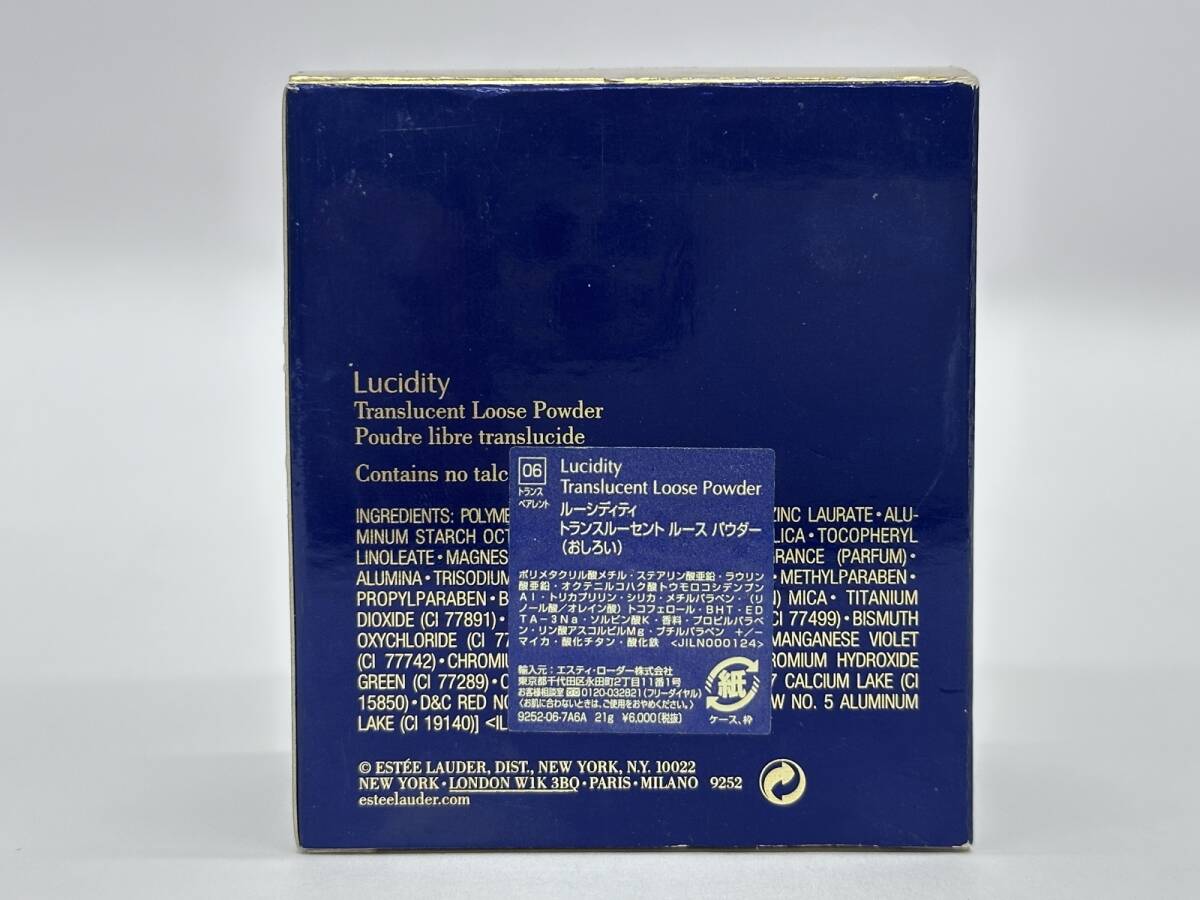 Lucidity
Translucent Loose Powder
Poudre libre translucide
Contains no talc
INGREDIENTS: ZINC LAURATE • ALU-
MINUM STARCH TOCOPHERYL
LINOLEATE • (PARFUM) •
ALUMINA • • METHYLPARABEN •
PROPYLPARABEN • MICA • TITANIUM
DIOXIDE (CI 77891) • (CI 77499) • BISMUTH
OXYCHLORIDE MANGANESE VIOLET
(CI 77742) • HYDROXIDE
GREEN (CI 77289) • 7 CALCIUM LAKE (CI
15850) • D&C RED NO. 5 ALUMINUM
LAKE (CI 19140)]
06
トランス
ペアレント
Lucidity
Translucent Loose Powder
ルーシディティ
トランスルーセント ルース パウダー
(おしろい)
ポリメタクリル酸メチル・ステアリン酸亜鉛・ラウリン
酸亜鉛・オクテニルコハク酸トウモロコシデンプン
AI・トリカプリリン・シリカ・メチルパラベン・(リ
ノール酸/オレイン酸) トコフェロール・BHT・ED
TA-3Na・ソルビン酸K・香料・プロピルパラベ
ン・リン酸アスコルビルMg・ブチルパラベン +/-
マイカ・酸化チタン・酸化鉄 <JILN000124>
輸入元:エスティ・ローダー株式会社
東京都千代田区永田町2丁目11番1号
お客様相談室 0120-032821(フリーダイヤル)
〈お肌に合わないときは、ご使用をおやめください。〉
9252-06-7A6A 21g ¥6,000[税抜]
紙
ケース、枠
© ESTÉE LAUDER, DIST., NEW YORK, N.Y. 10022
NEW YORK • LONDON W1K 3BQ • PARIS • MILANO 9252
esteelauder.com